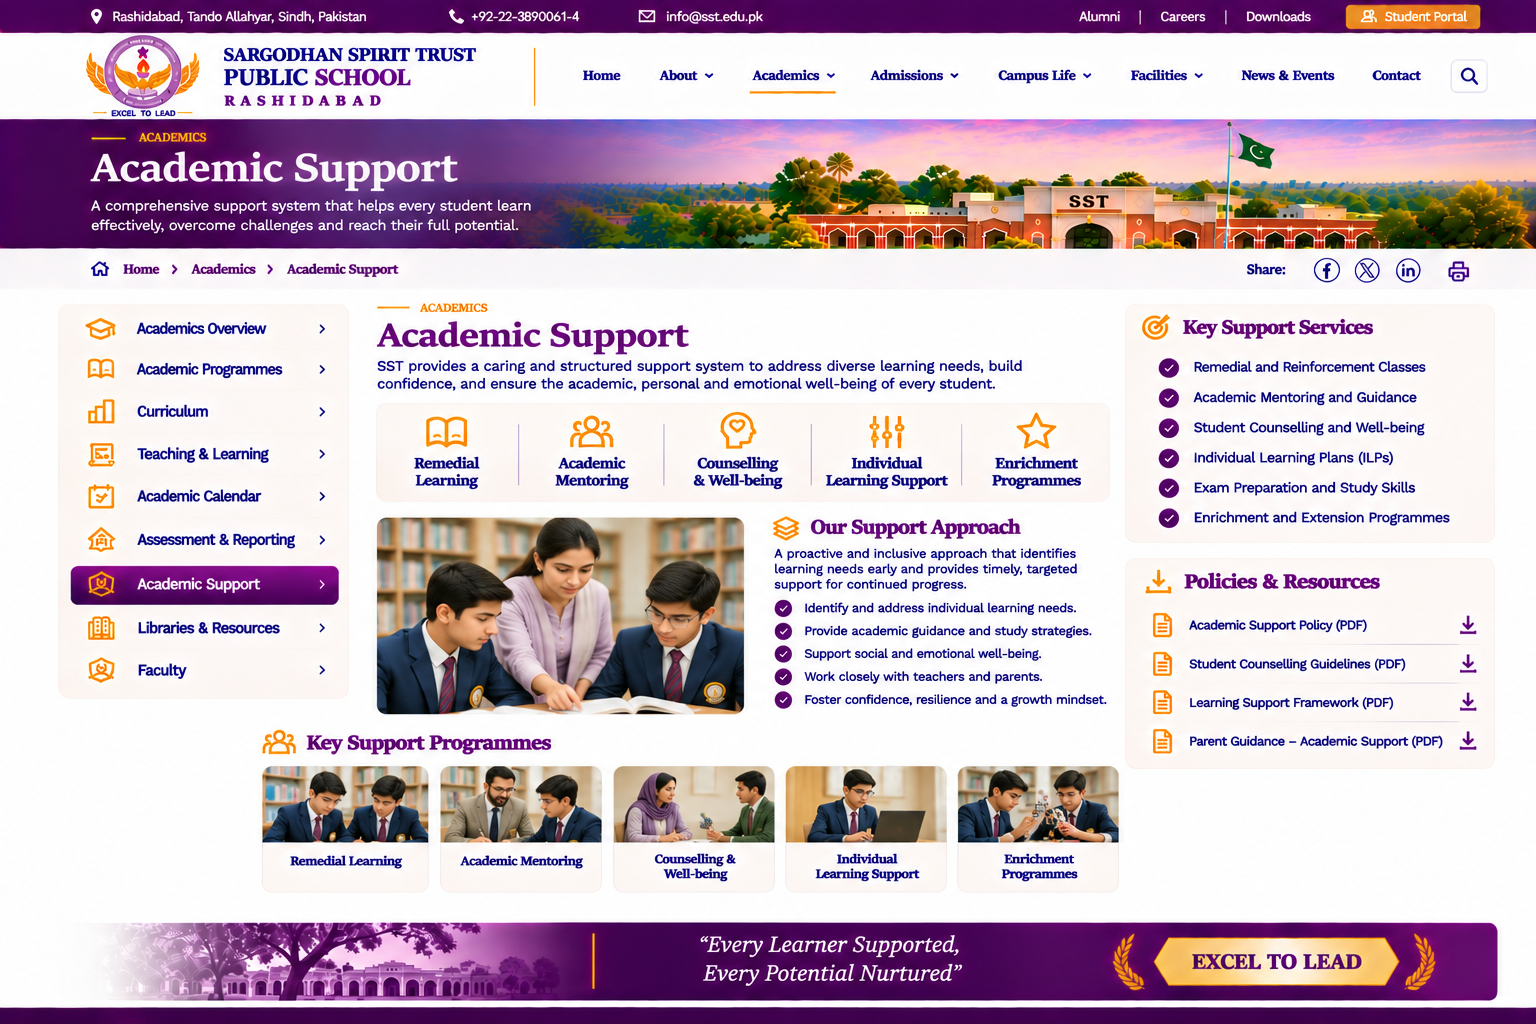 Rashidabad, Tando Allahyar, Sindh, Pakistan
+92-22-3890061-4
info@sst.edu.pk
Alumni
Careers
Downloads
Student Portal
EXCEL TO LEAD
SARGODHAN SPIRIT TRUST
PUBLIC SCHOOL
RASHIDABAD
Home
About
Academics
Admissions
Campus Life
Facilities
News & Events
Contact
ACADEMICS
Academic Support
A comprehensive support system that helps every student learn
effectively, overcome challenges and reach their full potential.
SST
Home
Academics
Academic Support
Share:
Academics Overview
Academic Programmes
Curriculum
Teaching & Learning
Academic Calendar
Assessment & Reporting
Academic Support
Libraries & Resources
Faculty
ACADEMICS
Academic Support
SST provides a caring and structured support system to address diverse learning needs, build
confidence, and ensure the academic, personal and emotional well-being of every student.
Remedial
Learning
Academic
Mentoring
Counselling
& Well-being
Individual
Learning Support
Enrichment
Programmes
Our Support Approach
A proactive and inclusive approach that identifies
learning needs early and provides timely, targeted
support for continued progress.
Identify and address individual learning needs.
Provide academic guidance and study strategies.
Support social and emotional well-being.
Work closely with teachers and parents.
Foster confidence, resilience and a growth mindset.
Key Support Services
Remedial and Reinforcement Classes
Academic Mentoring and Guidance
Student Counselling and Well-being
Individual Learning Plans (ILPs)
Exam Preparation and Study Skills
Enrichment and Extension Programmes
Policies & Resources
Academic Support Policy (PDF)
Student Counselling Guidelines (PDF)
Learning Support Framework (PDF)
Parent Guidance – Academic Support (PDF)
Key Support Programmes
Remedial Learning
Academic Mentoring
Counselling &
Well-being
Individual
Learning Support
Enrichment
Programmes
“Every Learner Supported,
Every Potential Nurtured”
EXCEL TO LEAD